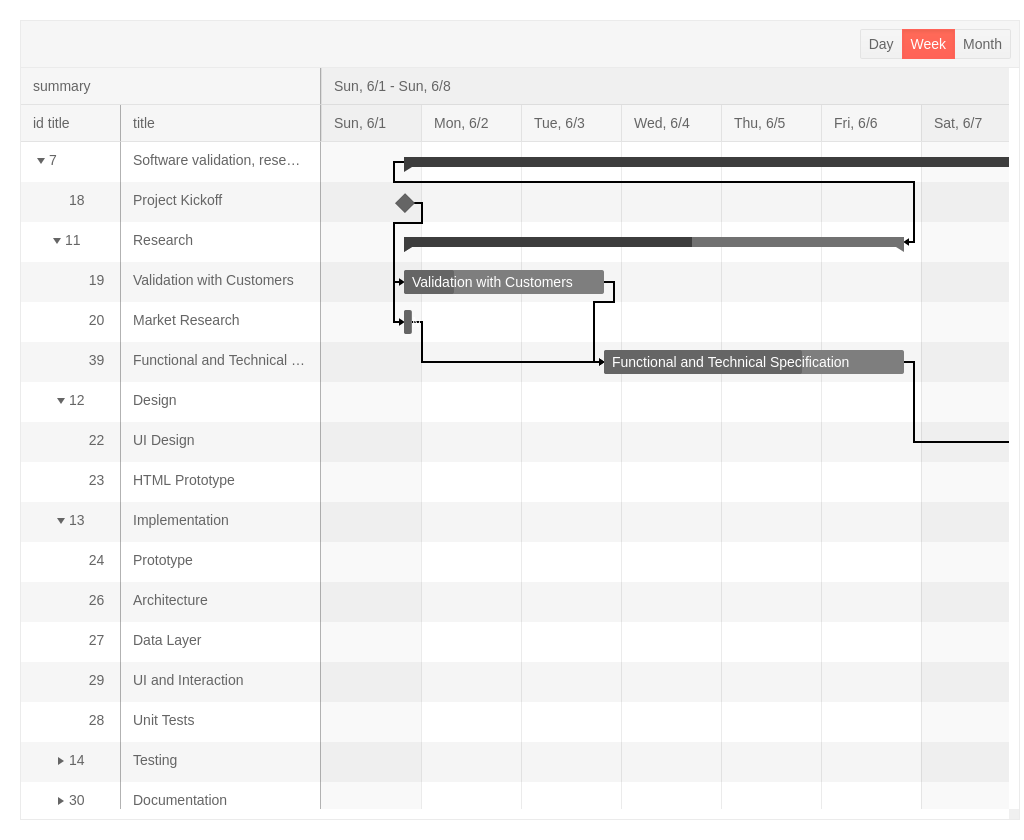 Day Week Month
summary Sun, 6/1 - Sun, 6/8
id title title Sun, 6/1 Mon, 6/2 Tue, 6/3 Wed, 6/4 Thu, 6/5 Fri, 6/6 Sat, 6/7
7 Software validation, rese…
18 Project Kickoff
11 Research
19 Validation with Customers Validation with Customers
20 Market Research
39 Functional and Technical … Functional and Technical Specification
12 Design
22 UI Design
23 HTML Prototype
13 Implementation
24 Prototype
26 Architecture
27 Data Layer
29 UI and Interaction
28 Unit Tests
14 Testing
30 Documentation